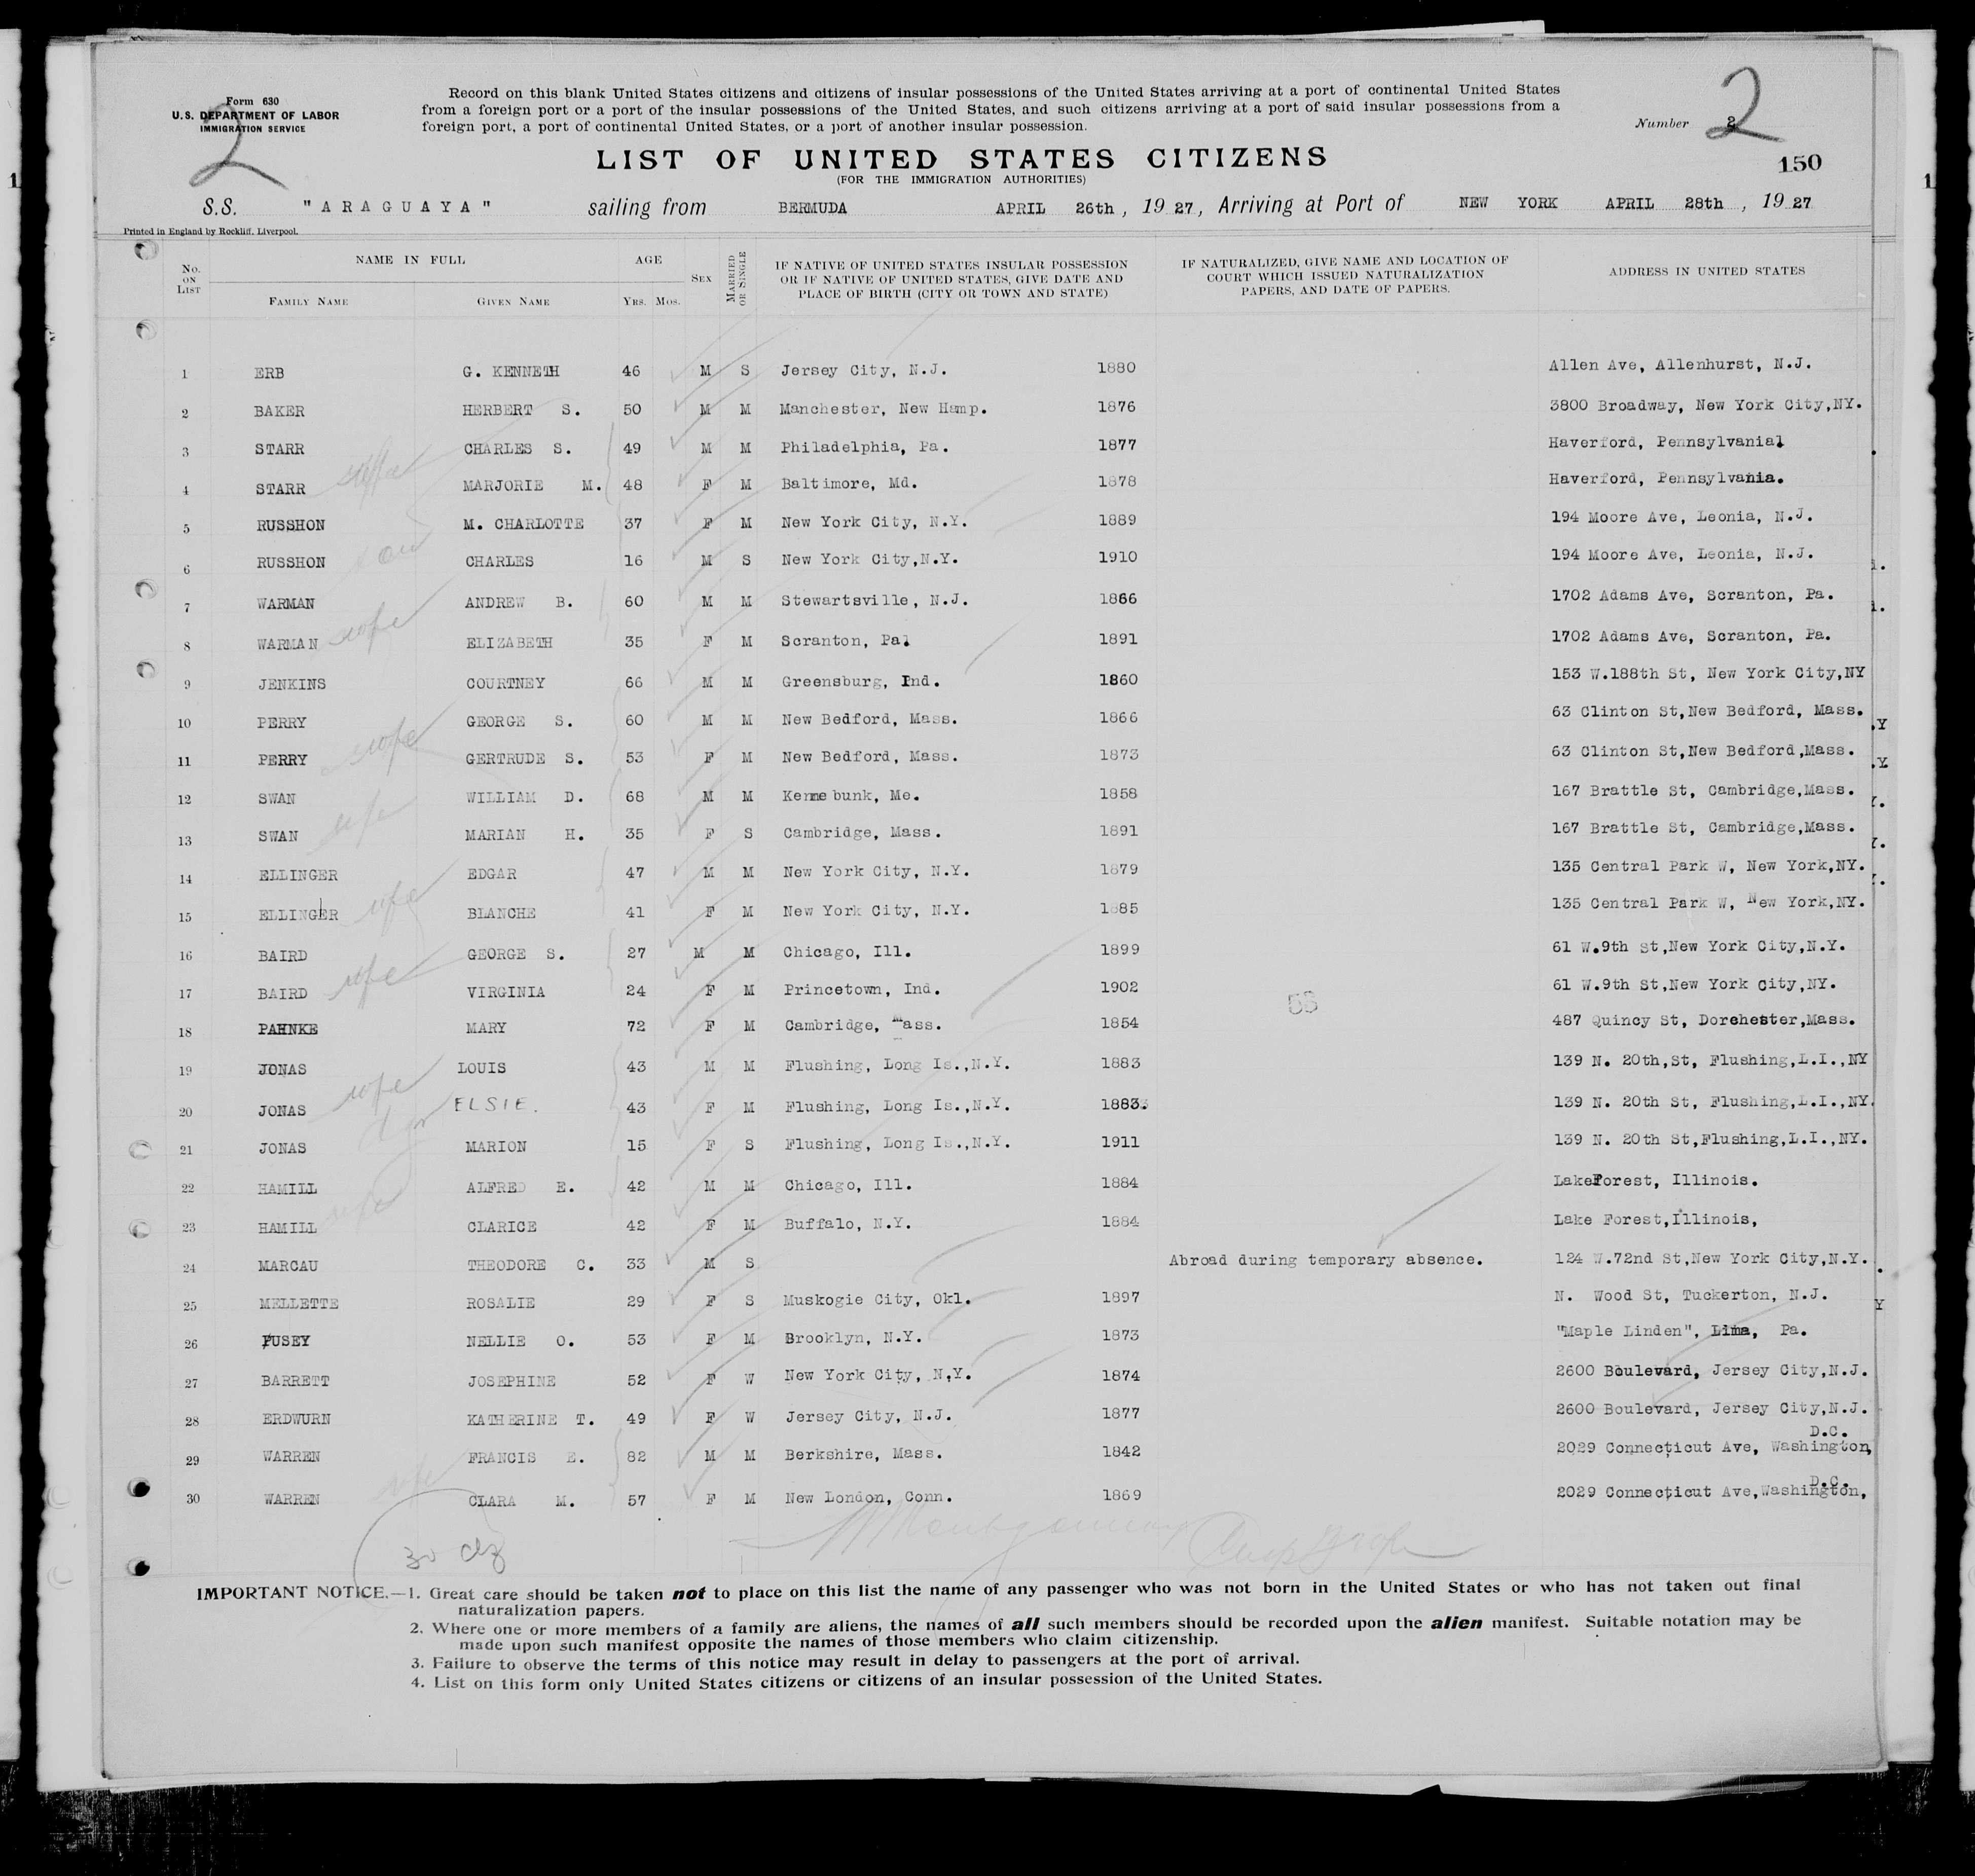 Form 630
U.S. DEPARTMENT OF LABOR
IMMIGRATION SERVICE
2
Record on this blank United States citizens and citizens of insular possessions of the United States arriving at a port of continental United States
from a foreign port or a port of the insular possessions of the United States, and such citizens arriving at a port of said insular possessions from a
foreign port, a port of continental United States, or a port of another insular possession.
Number 2
2
150
LIST OF UNITED STATES CITIZENS
(FOR THE IMMIGRATION AUTHORITIES)
S.S. "ARAGUAYA" sailing from BERMUDA APRIL 26th, 1927, Arriving at Port of NEW YORK APRIL 28th, 1927
Printed in England by Rockliff, Liverpool.
No. ON LIST NAME IN FULL AGE SEX MARRIED OR SINGLE IF NATIVE OF UNITED STATES INSULAR POSSESSION OR IF NATIVE OF UNITED STATES, GIVE DATE AND PLACE OF BIRTH (CITY OR TOWN AND STATE) IF NATURALIZED, GIVE NAME AND LOCATION OF COURT WHICH ISSUED NATURALIZATION PAPERS, AND DATE OF PAPERS. ADDRESS IN UNITED STATES
FAMILY NAME GIVEN NAME YRS. MOS.
1 ERB G. KENNETH 46 M S Jersey City, N.J. 1880 Allen Ave, Allenhurst, N.J.
2 BAKER HERBERT S. 50 M M Manchester, New Hamp. 1876 3800 Broadway, New York City,NY.
3 STARR CHARLES S. 49 M M Philadelphia, Pa. 1877 Haverford, Pennsylvania.
4 STARR wife MARJORIE M. 48 F M Baltimore, Md. 1878 Haverford, Pennsylvania.
5 RUSSHON M. CHARLOTTE 37 F M New York City, N.Y. 1889 194 Moore Ave, Leonia, N.J.
6 RUSSHON son CHARLES 16 M S New York City,N.Y. 1910 194 Moore Ave, Leonia, N.J.
7 WARMAN ANDREW B. 60 M M Stewartsville, N.J. 1866 1702 Adams Ave, Scranton, Pa.
8 WARMAN wife ELIZABETH 35 F M Scranton, Pa. 1891 1702 Adams Ave, Scranton, Pa.
9 JENKINS COURTNEY 66 M M Greensburg, Ind. 1860 153 W.188th St, New York City,NY
10 PERRY GEORGE S. 60 M M New Bedford, Mass. 1866 63 Clinton St,New Bedford, Mass.
11 PERRY wife GERTRUDE S. 53 F M New Bedford, Mass. 1873 63 Clinton St,New Bedford,Mass.
12 SWAN WILLIAM D. 68 M M Kennebunk, Me. 1858 167 Brattle St, Cambridge,Mass.
13 SWAN wife MARIAN H. 35 F S Cambridge, Mass. 1891 167 Brattle St, Cambridge,Mass.
14 ELLINGER EDGAR 47 M M New York City, N.Y. 1879 135 Central Park W, New York,NY.
15 ELLINGER wife BLANCHE 41 F M New York City, N.Y. 1885 135 Central Park W, New York,NY.
16 BAIRD GEORGE S. 27 M M Chicago, Ill. 1899 61 W.9th st,New York City,N.Y.
17 BAIRD wife VIRGINIA 24 F M Princetown, Ind. 1902 61 W.9th St,New York City,NY.
18 PAHNKE MARY 72 F M Cambridge, Mass. 1854 487 Quincy St, Dorchester,Mass.
19 JONAS LOUIS 43 M M Flushing, Long Is.,N.Y. 1883 139 N. 20th,St, Flushing,L.I.,NY
20 JONAS wife ELSIE. 43 F M Flushing, Long Is.,N.Y. 1883. 139 N. 20th St, Flushing,L.I.,NY.
21 JONAS MARION 15 F S Flushing, Long Is.,N.Y. 1911 139 N. 20th St,Flushing,L.I.,NY.
22 HAMILL ALFRED E. 42 M M Chicago, Ill. 1884 LakeForest, Illinois.
23 HAMILL wife CLARICE 42 F M Buffalo, N.Y. 1884 Lake Forest,Illinois,
24 MARCAU THEODORE C. 33 M S Abroad during temporary absence. 124 W.72nd St,New York City,N.Y.
25 MELLETTE ROSALIE 29 F S Muskogie City, Okl. 1897 N. Wood St, Tuckerton, N.J.
26 PUSEY NELLIE O. 53 F M Brooklyn, N.Y. 1873 "Maple Linden", Lima, Pa.
27 BARRETT JOSEPHINE 52 F W New York City, N,Y. 1874 2600 Boulevard, Jersey City,N.J.
28 ERDWURN KATHERINE T. 49 F W Jersey City, N.J. 1877 2600 Boulevard, Jersey City,N.J.
29 WARREN FRANCIS E. 82 M M Berkshire, Mass. 1842 2029 Connecticut Ave, Washington, D.C.
30 WARREN wife CLARA M. 57 F M New London, Conn. 1869 2029 Connecticut Ave,Washington, D.C.
30
IMPORTANT NOTICE.—1. Great care should be taken not to place on this list the name of any passenger who was not born in the United States or who has not taken out final
naturalization papers.
2. Where one or more members of a family are aliens, the names of all such members should be recorded upon the alien manifest. Suitable notation may be
made upon such manifest opposite the names of those members who claim citizenship.
3. Failure to observe the terms of this notice may result in delay to passengers at the port of arrival.
4. List on this form only United States citizens or citizens of an insular possession of the United States.